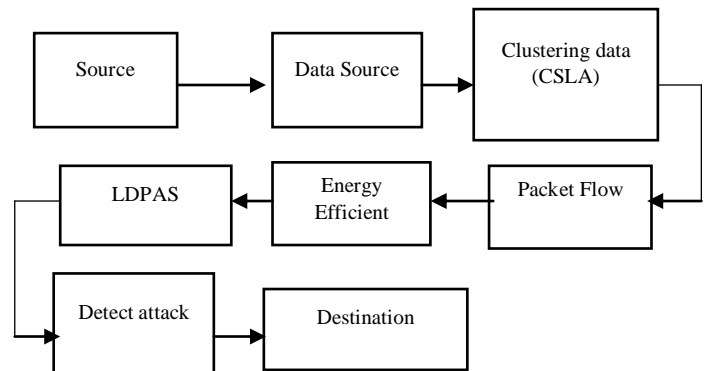 Source
Data Source
Clustering data
(CSLA)
Packet Flow
Energy
Efficient
LDPAS
Detect attack
Destination